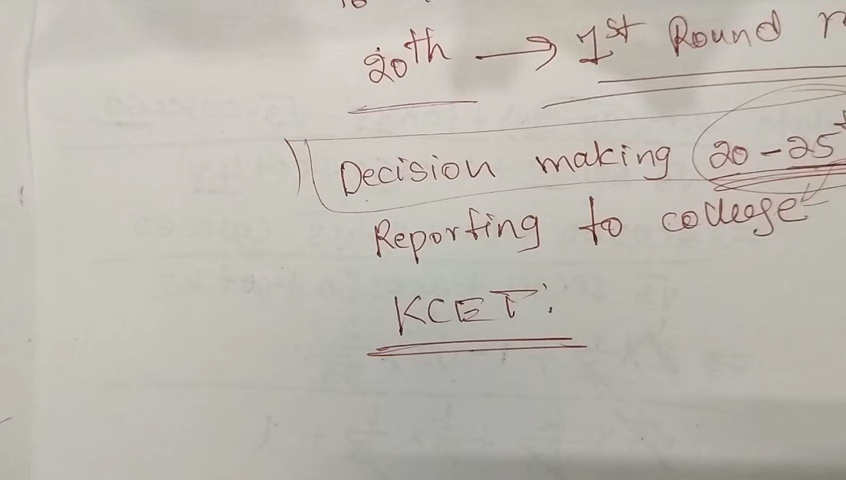 20th → 1st Round
Decision making 20-25
Reporting to college
KCET: